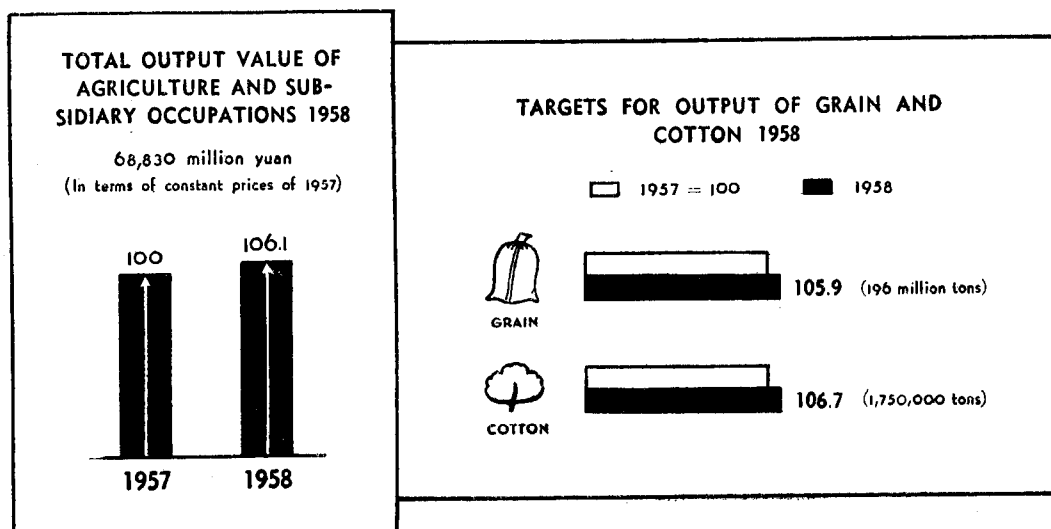 TOTAL OUTPUT VALUE OF
AGRICULTURE AND SUB-
SIDIARY OCCUPATIONS 1958
68,830 million yuan
(In terms of constant prices of 1957)
100
106.1
1957
1958
TARGETS FOR OUTPUT OF GRAIN AND
COTTON 1958
1957 = 100
1958
GRAIN
105.9 (196 million tons)
COTTON
106.7 (1,750,000 tons)